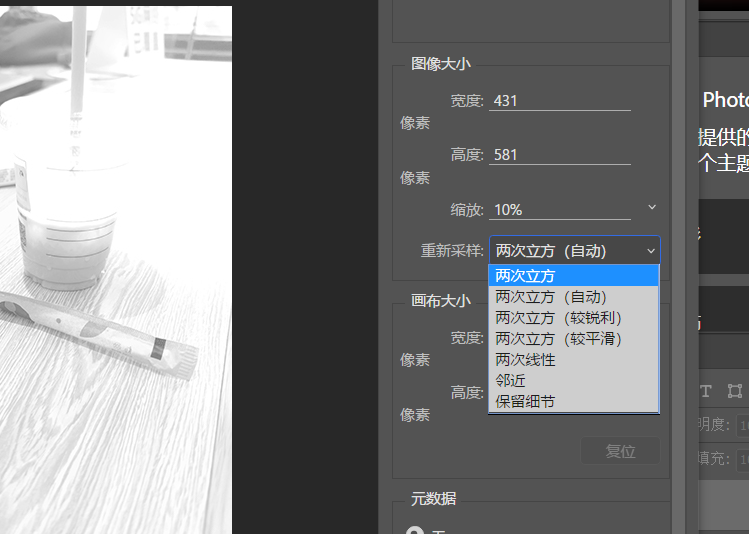 图像大小
宽度: 431
像素
高度: 581
像素
缩放: 10%
重新采样: 两次立方（自动）
两次立方
两次立方（自动）
两次立方（较锐利）
两次立方（较平滑）
两次线性
邻近
保留细节
画布大小
宽度:
像素
高度:
像素
复位
元数据
Photo
提供的
个主题
明度:
填充: